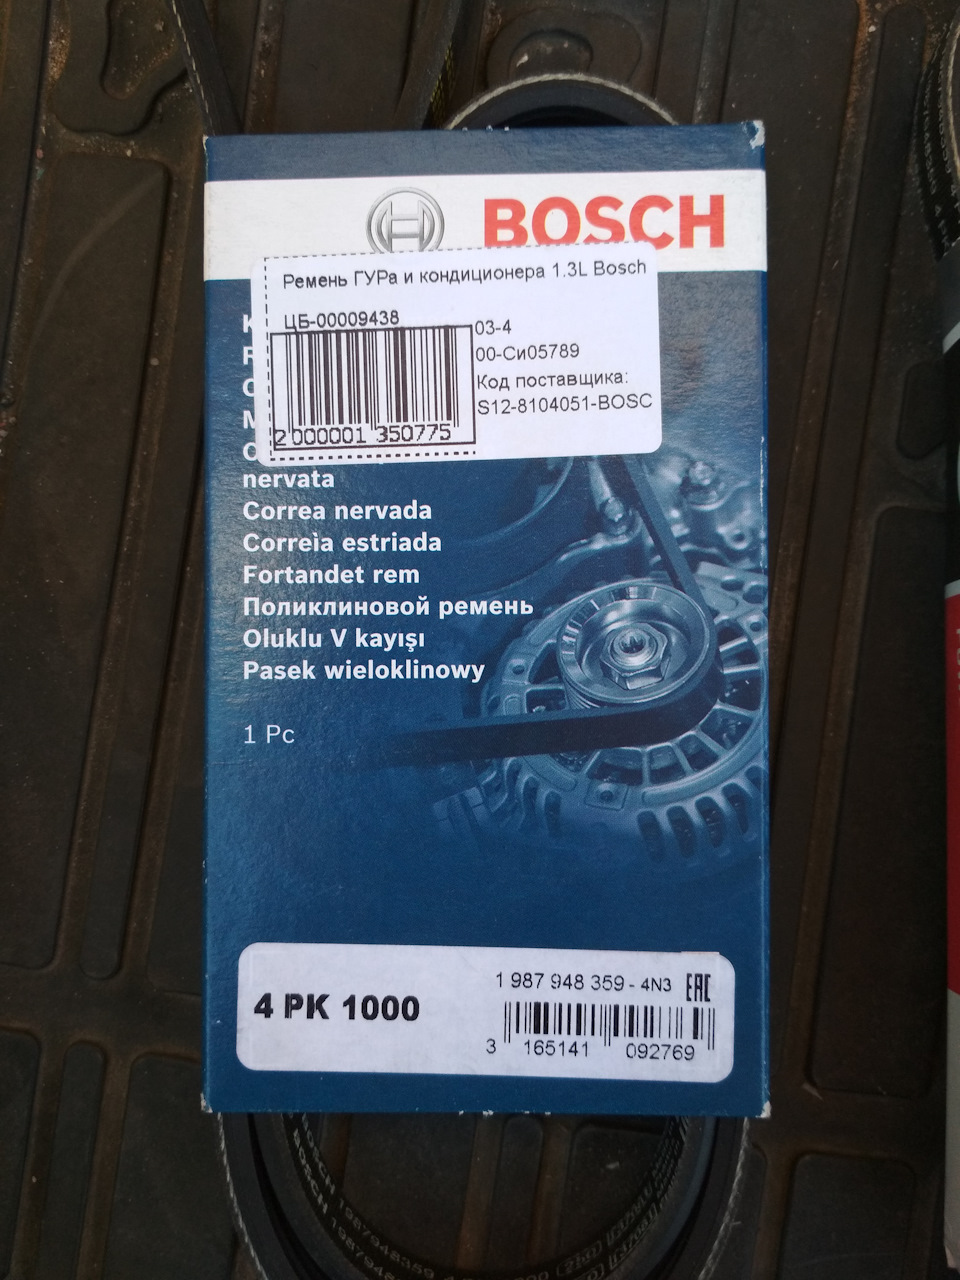 BOSCH
Ремень ГУРа и кондиционера 1.3L Bosch
ЦБ-00009438
03-4
00-Си05789
Код поставщика:
S12-8104051-BOSC
2 000001 350775
nervata
Correa nervada
Correia estriada
Fortandet rem
Поликлиновой ремень
Oluklu V kayışı
Pasek wieloklinowy
1 Pc
4 PK 1000
1 987 948 359 - 4N3 EAC
3 165141 092769
BOSCH 1987948359